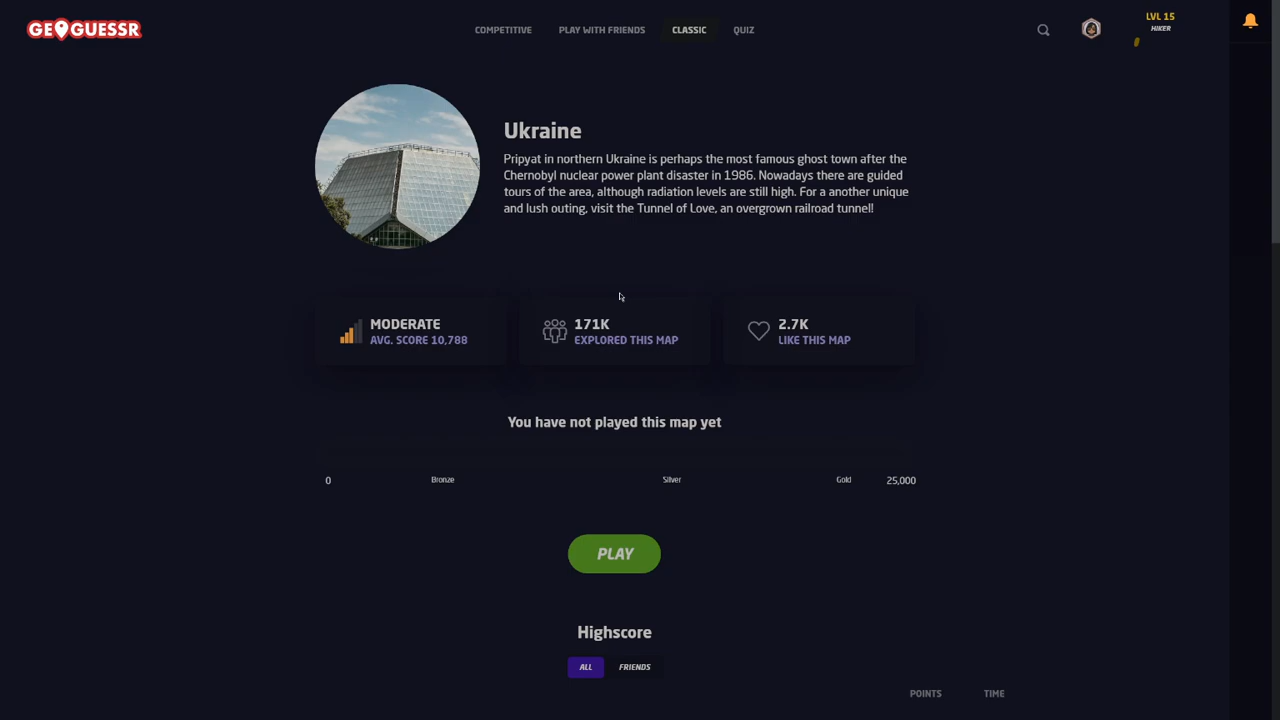 GEOGUESSR
COMPETITIVE PLAY WITH FRIENDS CLASSIC QUIZ
LVL 15
HIKER
Ukraine
Pripyat in northern Ukraine is perhaps the most famous ghost town after the
Chernobyl nuclear power plant disaster in 1986. Nowadays there are guided
tours of the area, although radiation levels are still high. For a another unique
and lush outing, visit the Tunnel of Love, an overgrown railroad tunnel!
MODERATE
AVG. SCORE 10,788
171K
EXPLORED THIS MAP
2.7K
LIKE THIS MAP
You have not played this map yet
0 Bronze Silver Gold 25,000
PLAY
Highscore
ALL FRIENDS
POINTS TIME